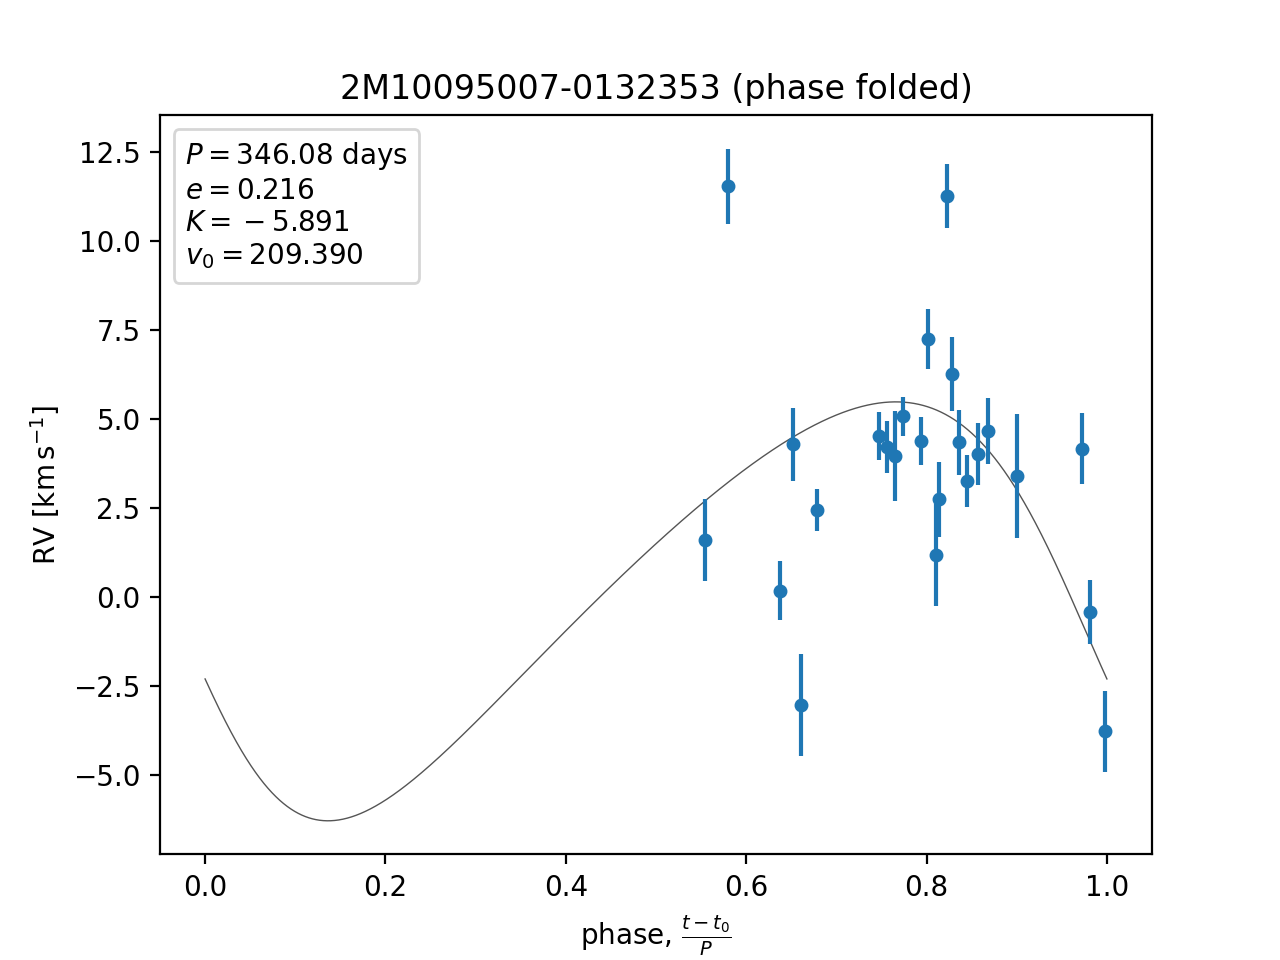 2M10095007-0132353 (phase folded)
P = 346.08 days
e = 0.216
K = −5.891
v₀ = 209.390
12.5
10.0
7.5
5.0
2.5
0.0
−2.5
−5.0
RV [km s⁻¹]
0.0 0.2 0.4 0.6 0.8 1.0
phase, (t − t₀)/P